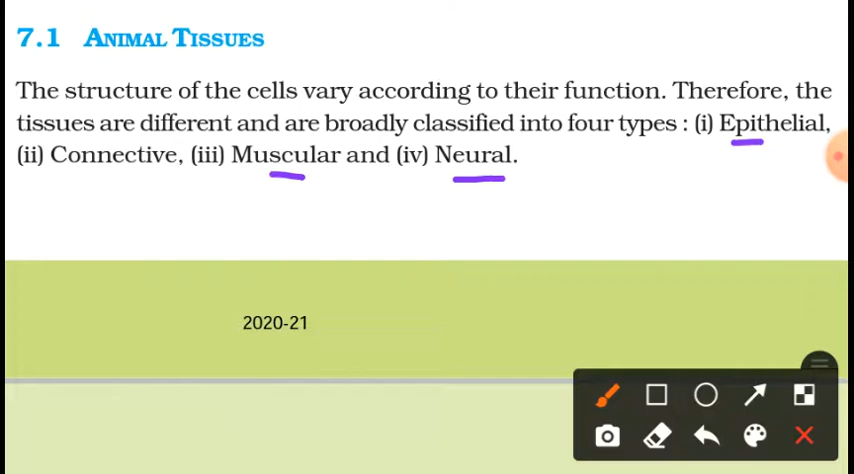 7.1 ANIMAL TISSUES
The structure of the cells vary according to their function. Therefore, the
tissues are different and are broadly classified into four types : (i) Epithelial,
(ii) Connective, (iii) Muscular and (iv) Neural.
2020-21